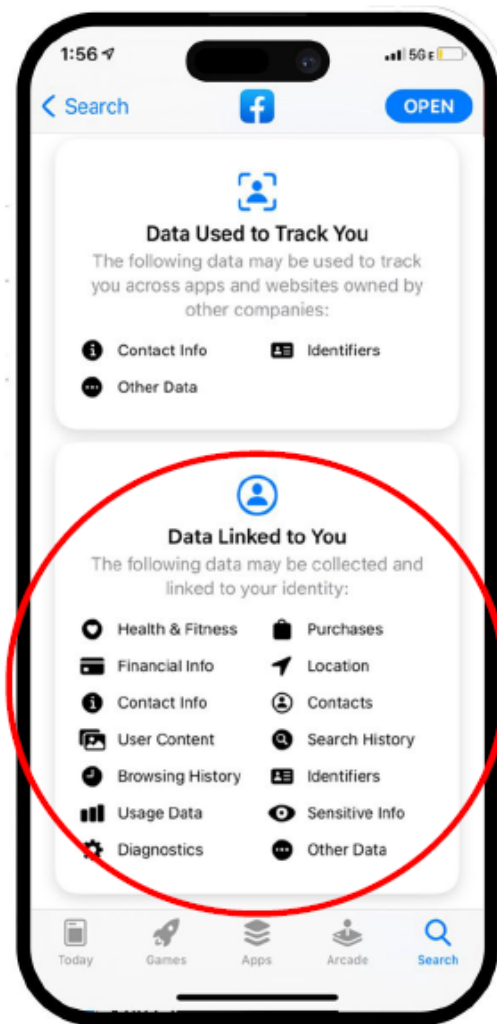 1:56 5G E
Search OPEN
Data Used to Track You
The following data may be used to track
you across apps and websites owned by
other companies:
Contact Info Identifiers
Other Data
Data Linked to You
The following data may be collected and
linked to your identity:
Health & Fitness Purchases
Financial Info Location
Contact Info Contacts
User Content Search History
Browsing History Identifiers
Usage Data Sensitive Info
Diagnostics Other Data
Today Games Apps Arcade Search